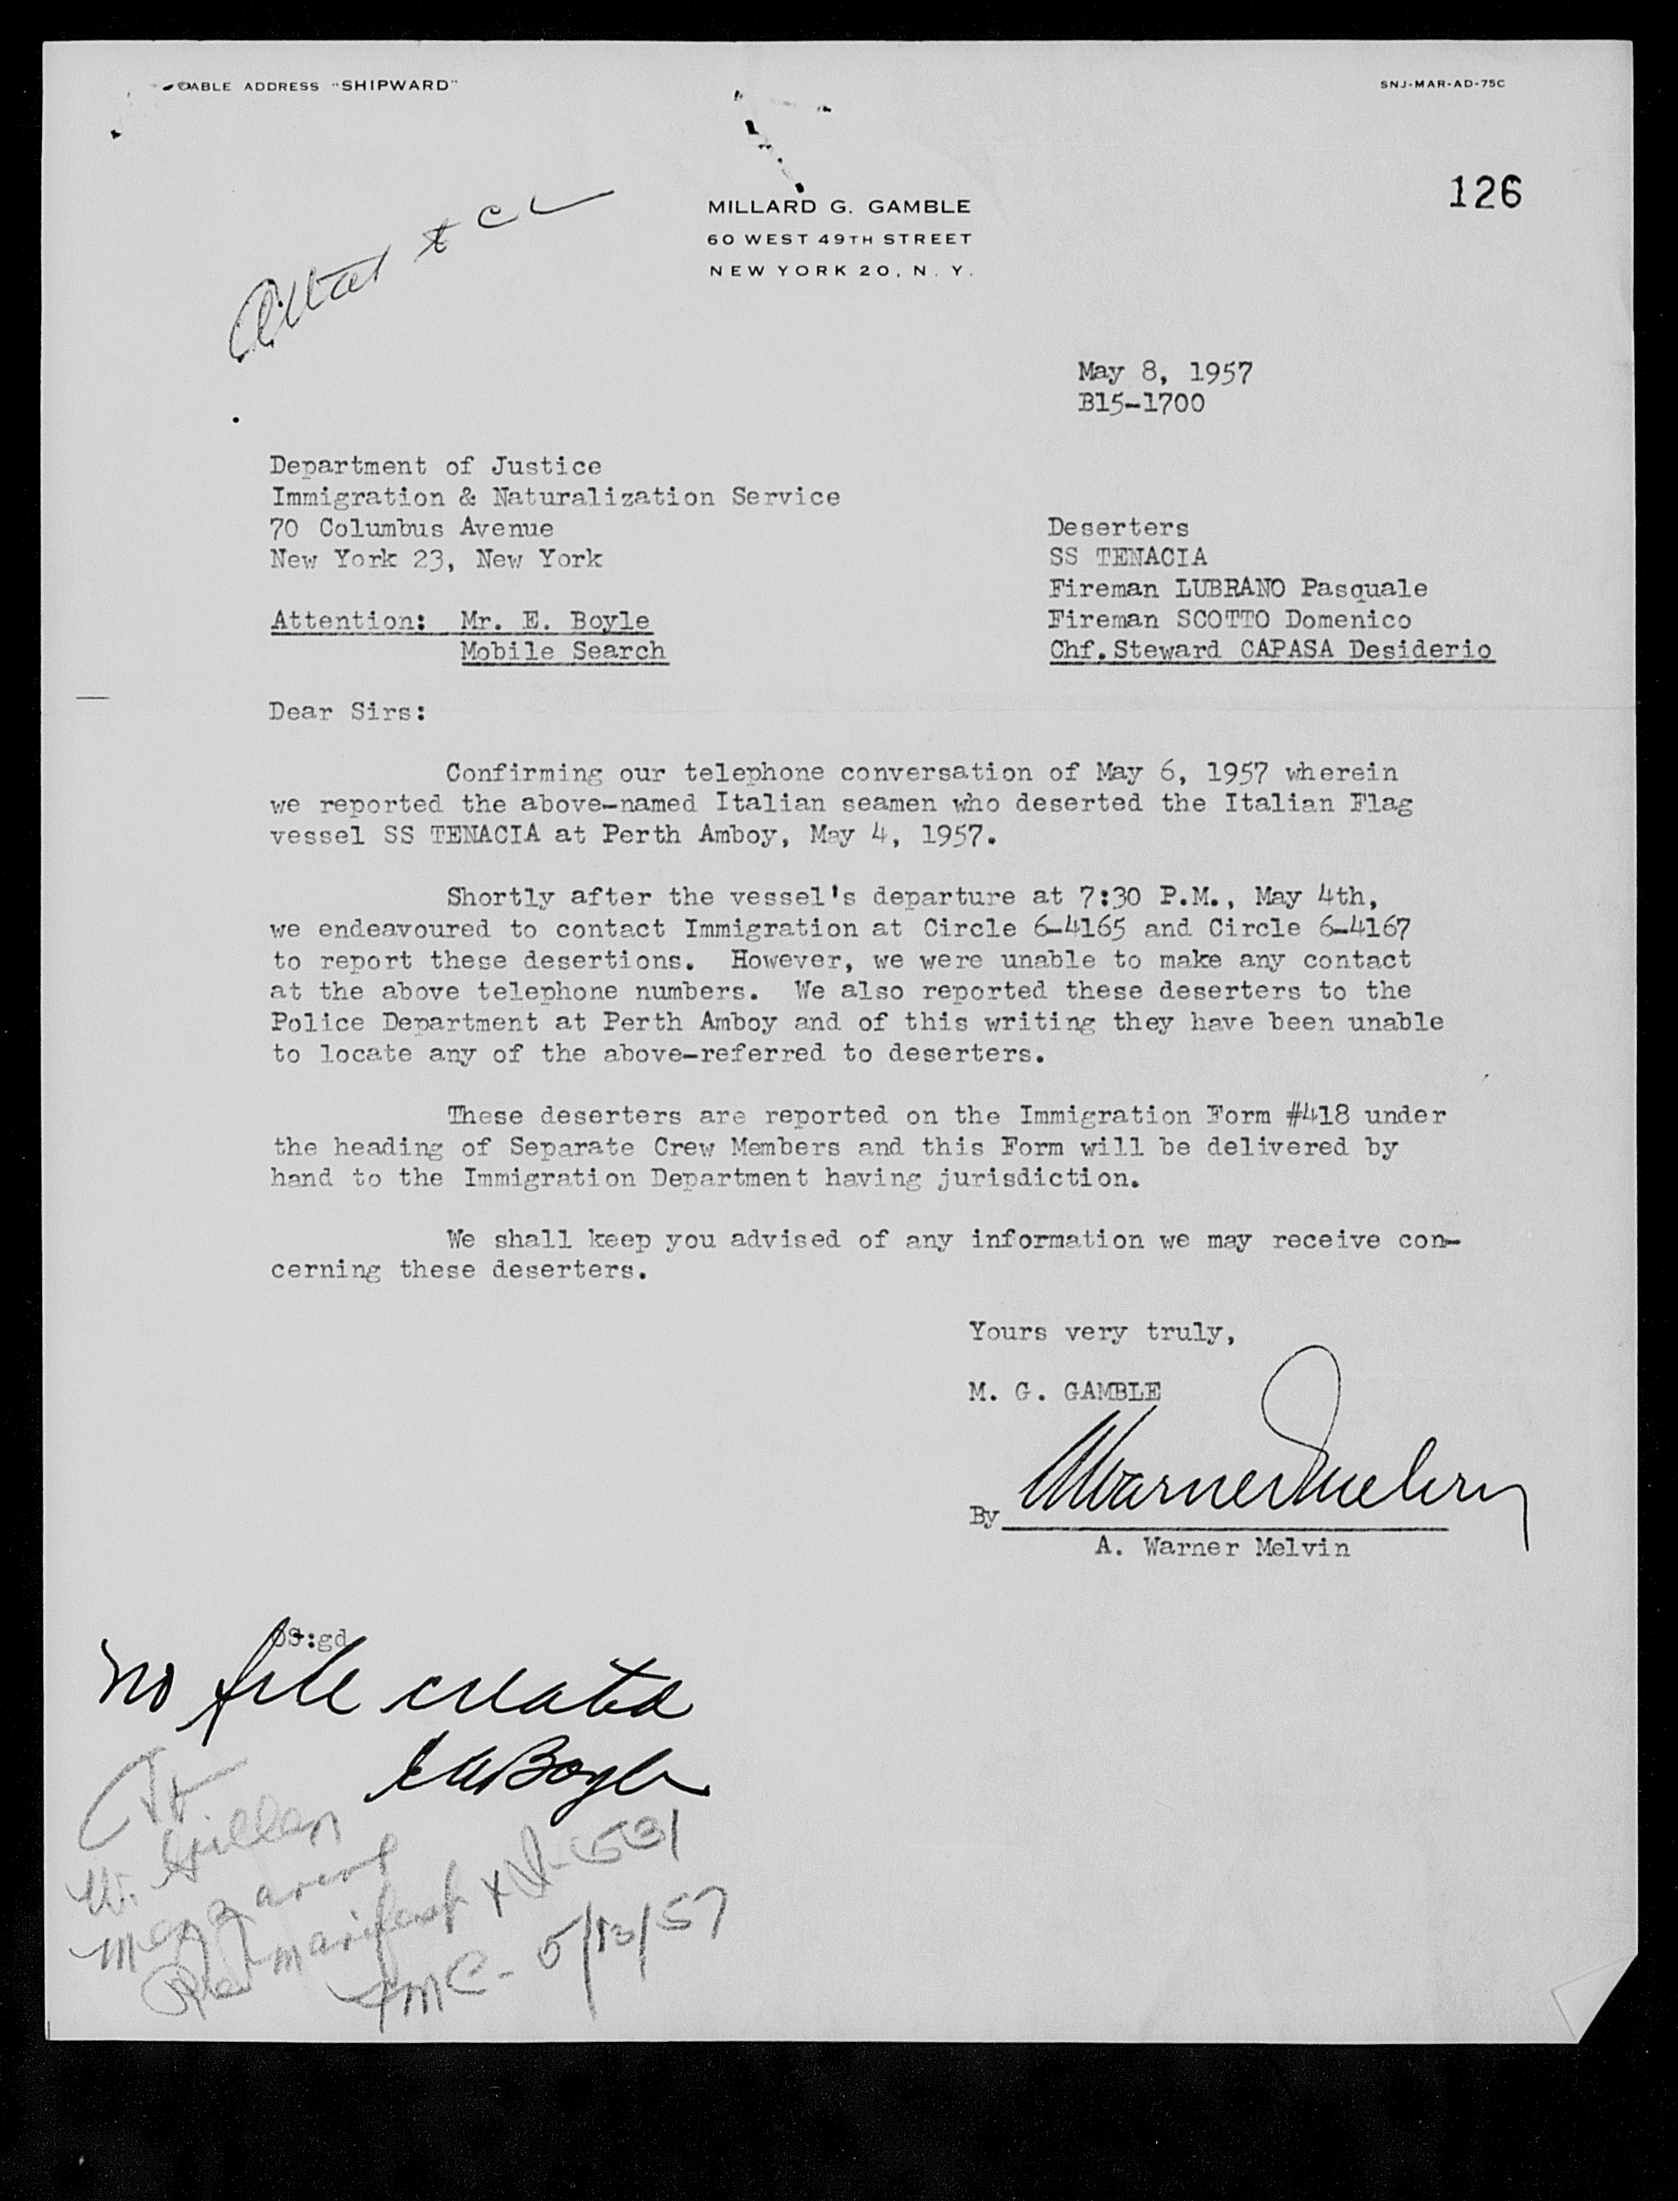 CABLE ADDRESS "SHIPWARD"
SNJ-MAR-AD-75C
126
MILLARD G. GAMBLE
60 WEST 49TH STREET
NEW YORK 20, N. Y.
May 8, 1957
B15-1700
Department of Justice
Immigration & Naturalization Service
70 Columbus Avenue
New York 23, New York
Deserters
SS TENACIA
Fireman LUBRANO Pasquale
Fireman SCOTTO Domenico
Chf. Steward CAPASA Desiderio
Attention: Mr. E. Boyle
Mobile Search
Dear Sirs:
Confirming our telephone conversation of May 6, 1957 wherein
we reported the above-named Italian seamen who deserted the Italian Flag
vessel SS TENACIA at Perth Amboy, May 4, 1957.
Shortly after the vessel's departure at 7:30 P.M., May 4th,
we endeavoured to contact Immigration at Circle 6-4165 and Circle 6-4167
to report these desertions. However, we were unable to make any contact
at the above telephone numbers. We also reported these deserters to the
Police Department at Perth Amboy and of this writing they have been unable
to locate any of the above-referred to deserters.
These deserters are reported on the Immigration Form #418 under
the heading of Separate Crew Members and this Form will be delivered by
hand to the Immigration Department having jurisdiction.
We shall keep you advised of any information we may receive con-
cerning these deserters.
Yours very truly,
M. G. GAMBLE
By
A. Warner Melvin
:gd
no file created
Boyle
manifest
5/13/57